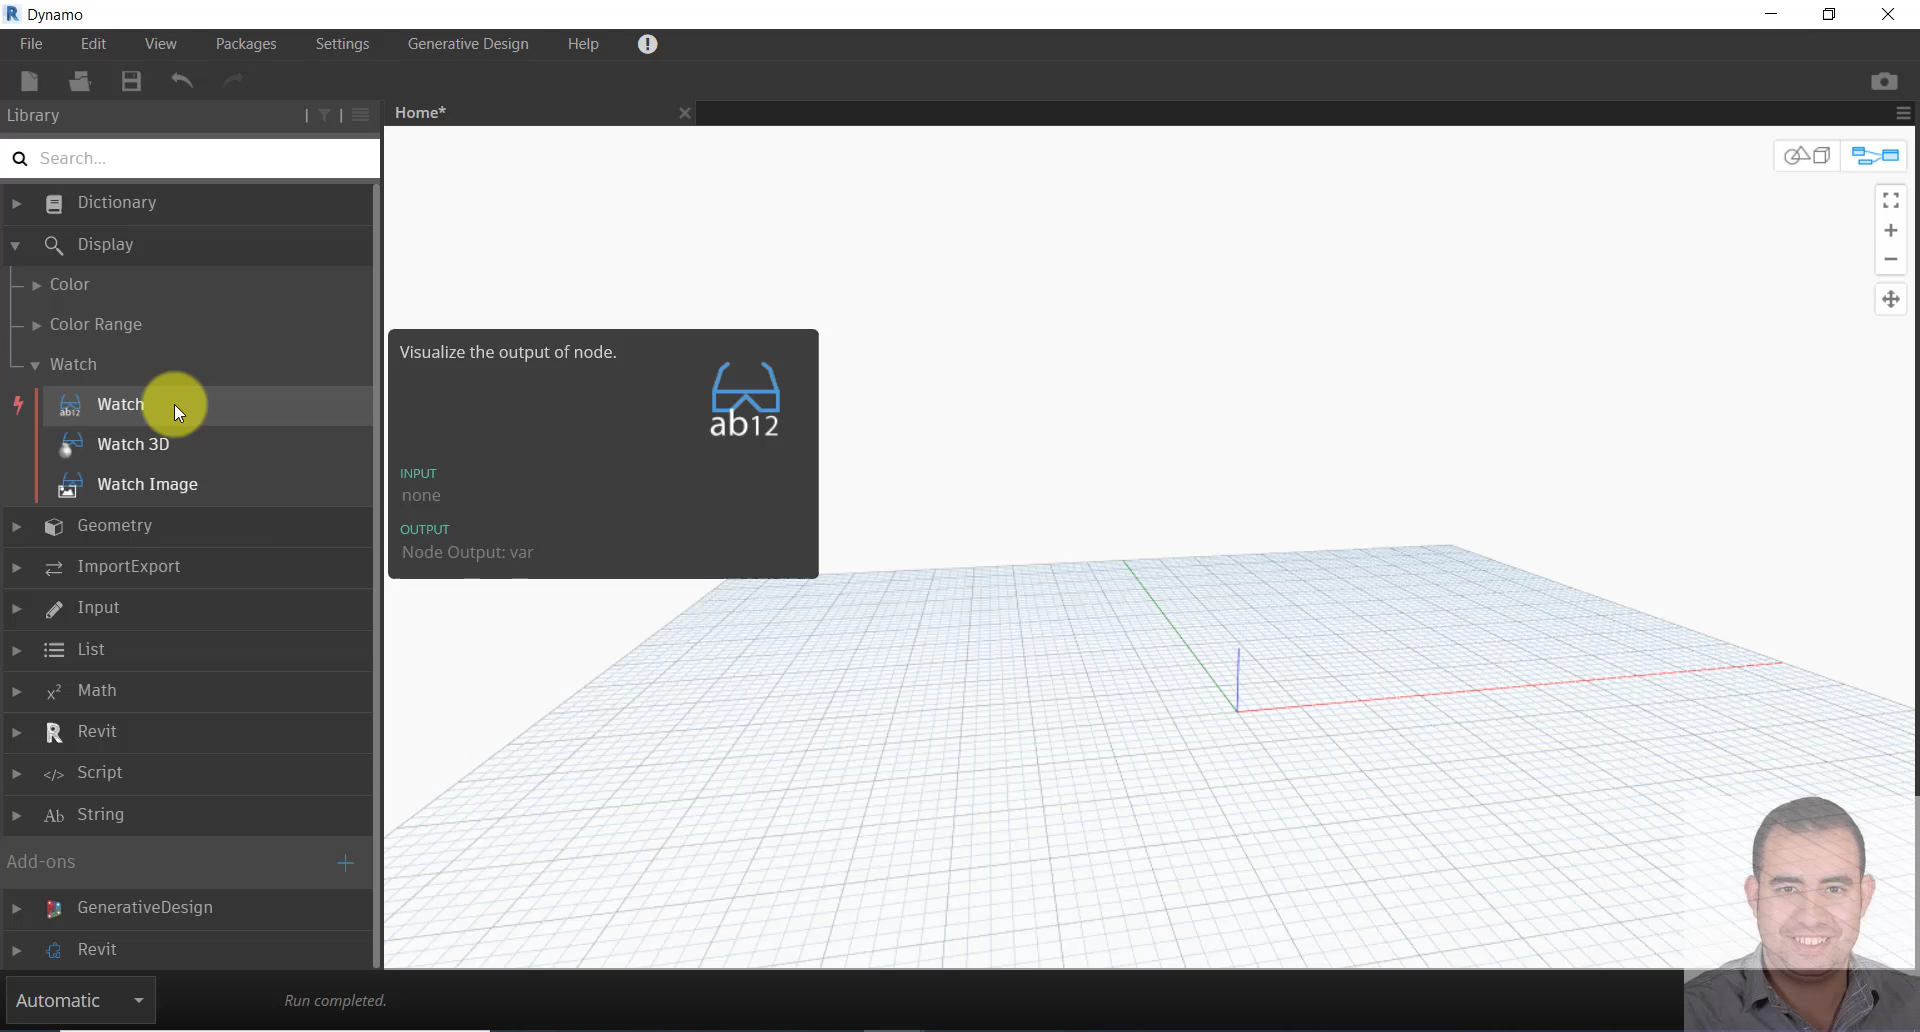 Dynamo
File Edit View Packages Settings Generative Design Help
Library
Home*
Search...
Dictionary
Display
Color
Color Range
Watch
Watch
Watch 3D
Watch Image
Geometry
ImportExport
Input
List
Math
Revit
Script
String
Add-ons
GenerativeDesign
Revit
Visualize the output of node.
ab12
INPUT
none
OUTPUT
Node Output: var
Automatic
Run completed.